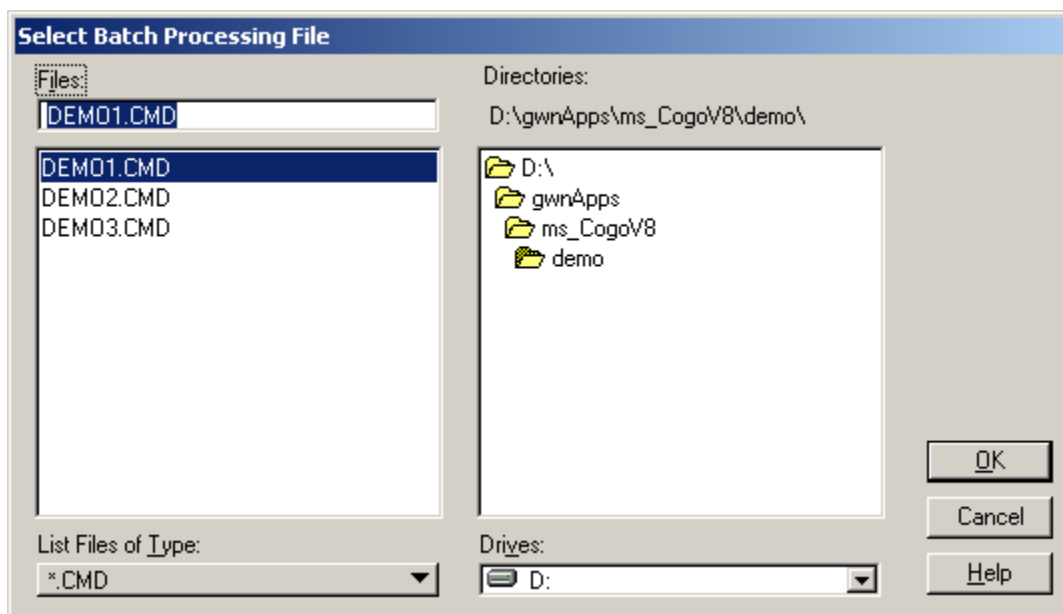 Select Batch Processing File
Files:
DEMO1.CMD
DEMO1.CMD
DEMO2.CMD
DEMO3.CMD
List Files of Type:
*.CMD
Directories:
D:\gwnApps\ms_CogoV8\demo\
D:\
gwnApps
ms_CogoV8
demo
Drives:
D:
OK
Cancel
Help